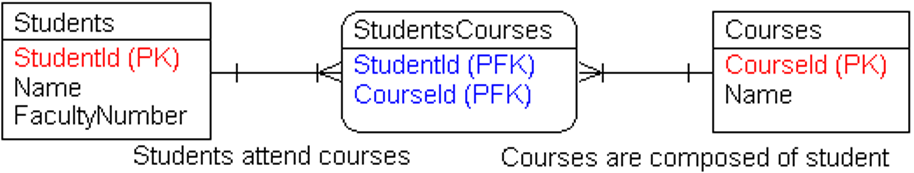 Students
StudentId (PK)
Name
FacultyNumber
StudentsCourses
StudentId (PFK)
CourseId (PFK)
Courses
CourseId (PK)
Name
Students attend courses
Courses are composed of student